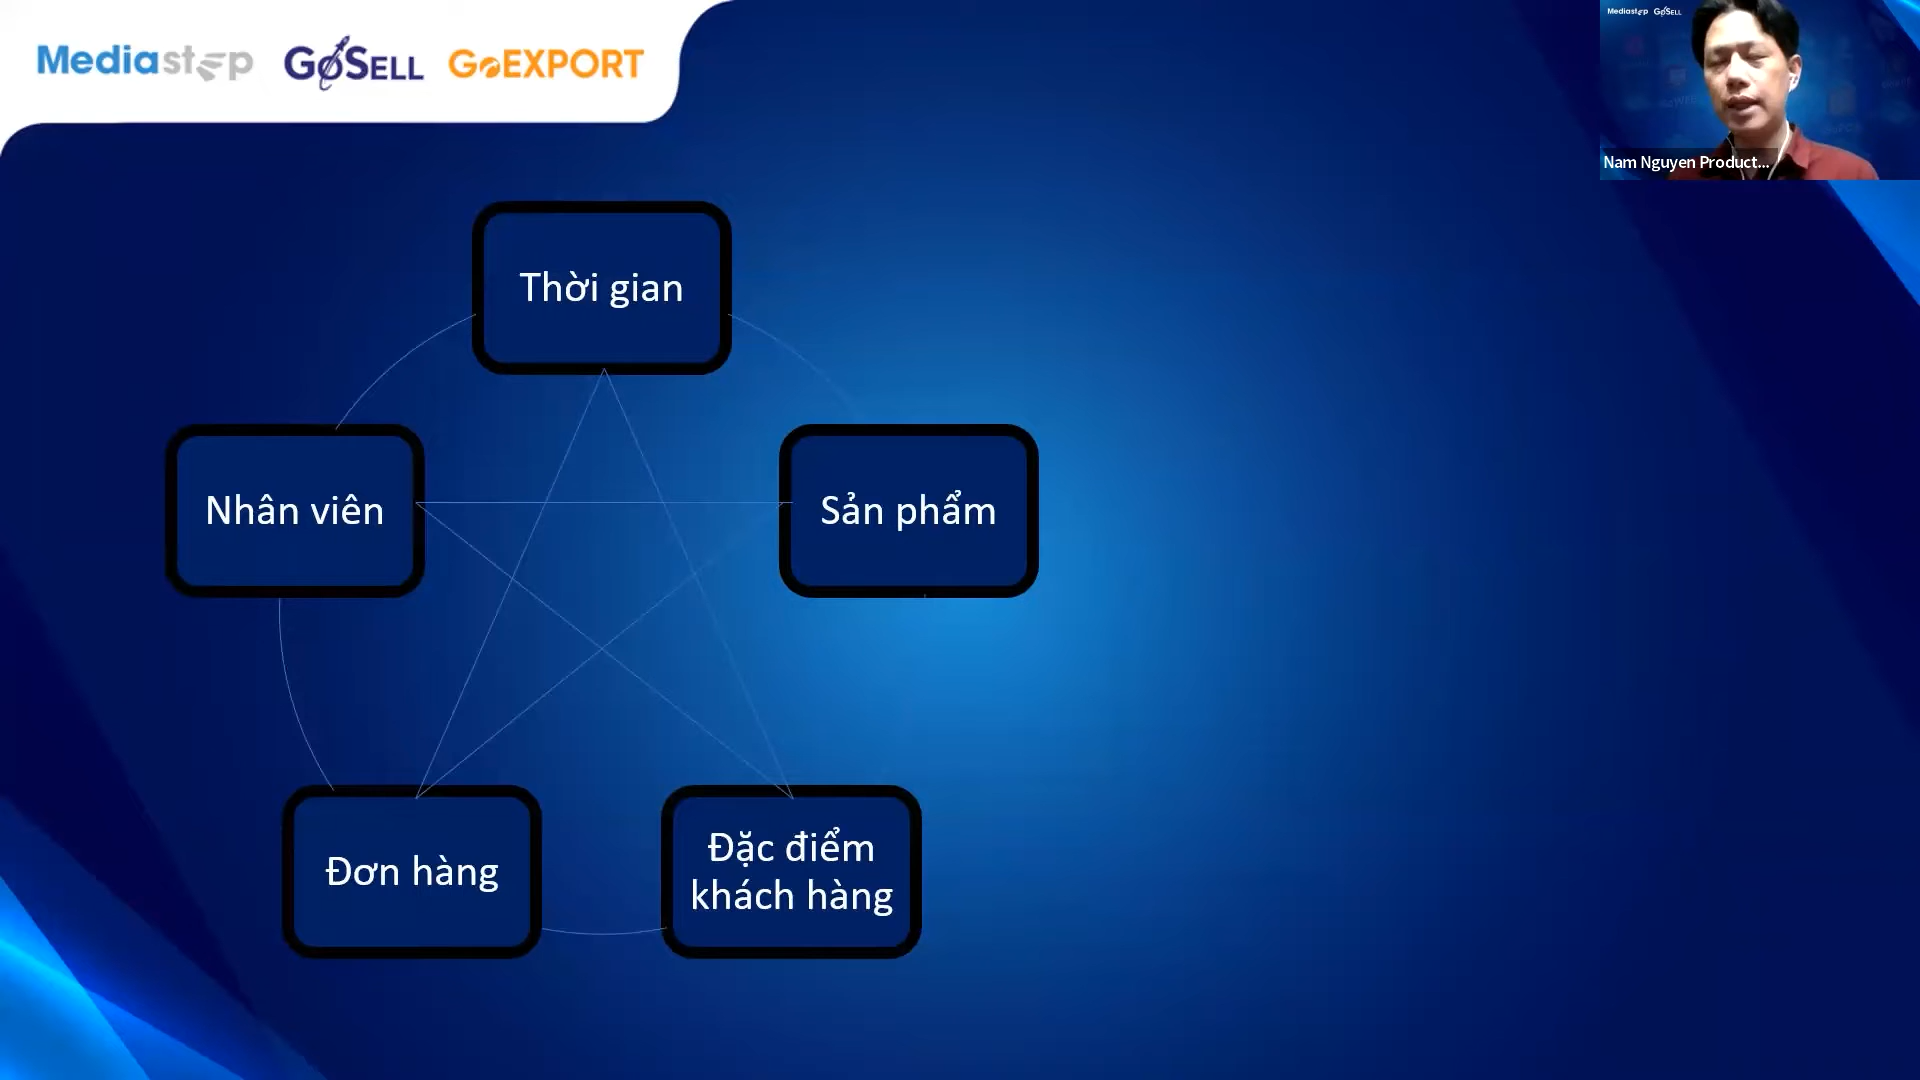 Mediastep GoSELL GoEXPORT
Mediastep GoSELL
Nam Nguyen Product...
Thời gian
Nhân viên
Sản phẩm
Đơn hàng
Đặc điểm
khách hàng